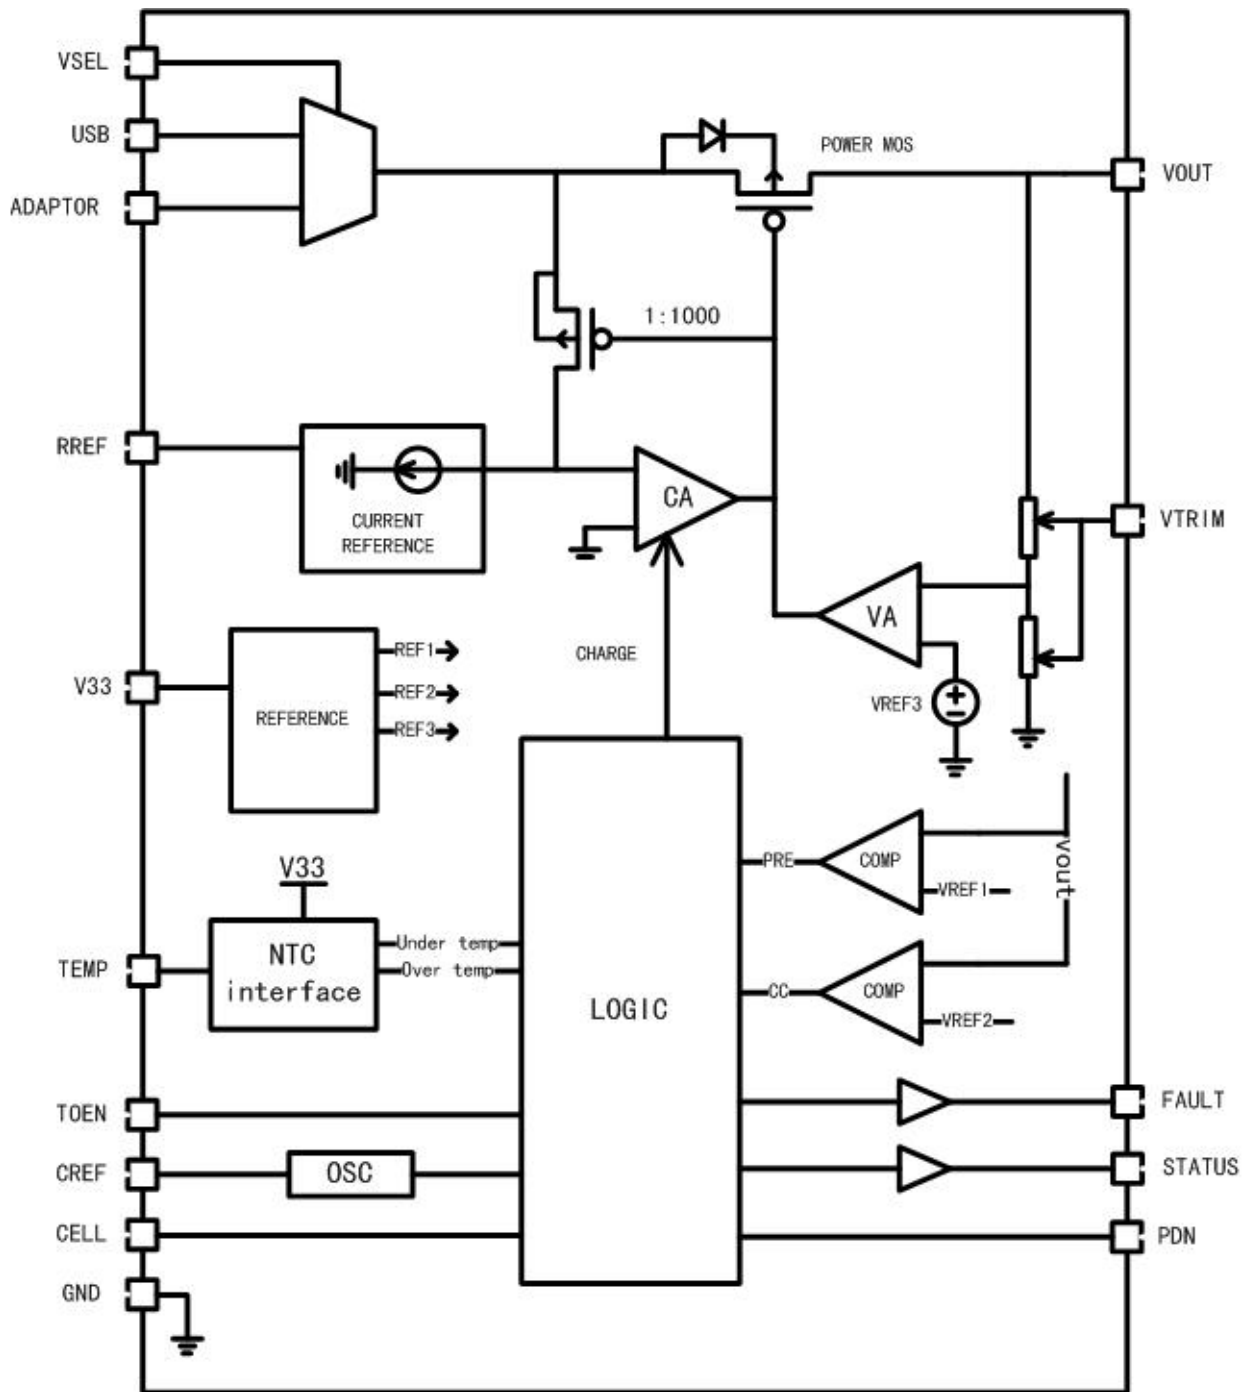 VSEL
USB
POWER MOS
VOUT
ADAPTOR
1:1000
RREF
CA
CURRENT
REFERENCE
VTRIM
VA
CHARGE
REF1
V33
REF2
VREF3
REFERENCE
REF3
+
−
PRE
COMP
vout
V33
VREF1
NTC
interface
Under temp
Over temp
TEMP
CC
COMP
LOGIC
VREF2
TOEN
FAULT
CREF
OSC
STATUS
CELL
PDN
GND